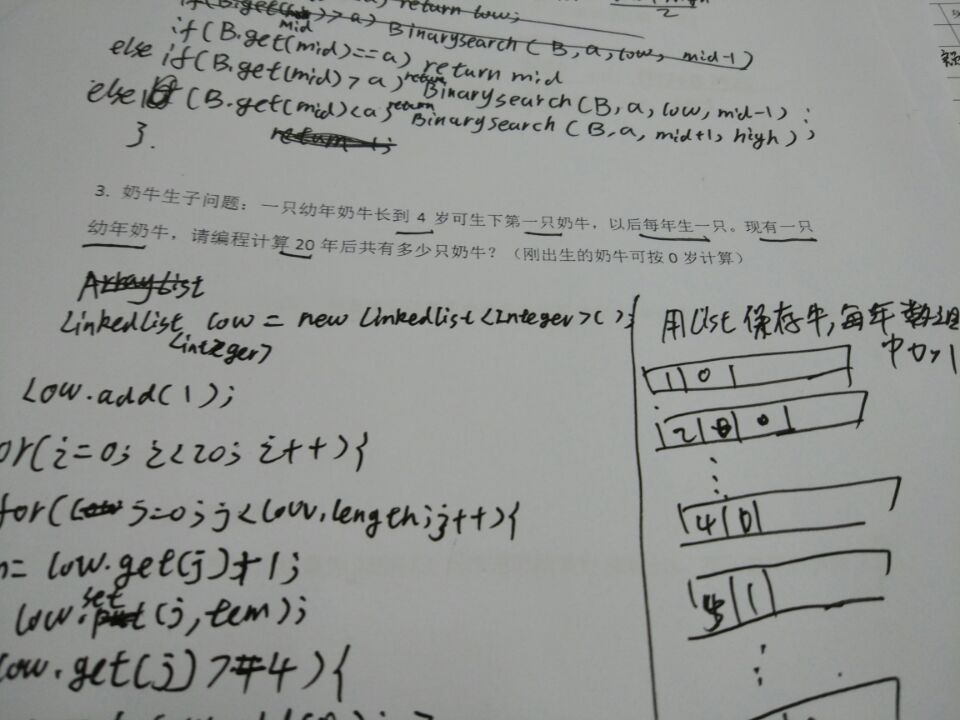 return low;
2
if(B.get(mid)>a) Binarysearch(B,a,low, mid-1)
if(B.get(mid)==a) return mid
else if(B.get(mid)>a) return Binarysearch(B,a,low,mid-1);
else if(B.get(mid)<a) return Binarysearch(B,a,mid+1,high);
}.
return -1;
3. 奶牛生子问题：一只幼年奶牛长到 4 岁可生下第一只奶牛，以后每年生一只。现有一只
幼年奶牛，请编程计算 20 年后共有多少只奶牛？（刚出生的奶牛可按 0 岁计算）
ArrayList
LinkedList<Integer> cow = new LinkedList<Integer>();
cow.add(1);
or(i=0; i<20; i++){
for(j=0;j<cow.length;j++){
= cow.get(j)+1;
cow.set(j,tem);
cow.get(j)>=4){
用List保存牛,每年数组
中加1
1 0
2 0 0
⋮
4 0
5 1
⋮